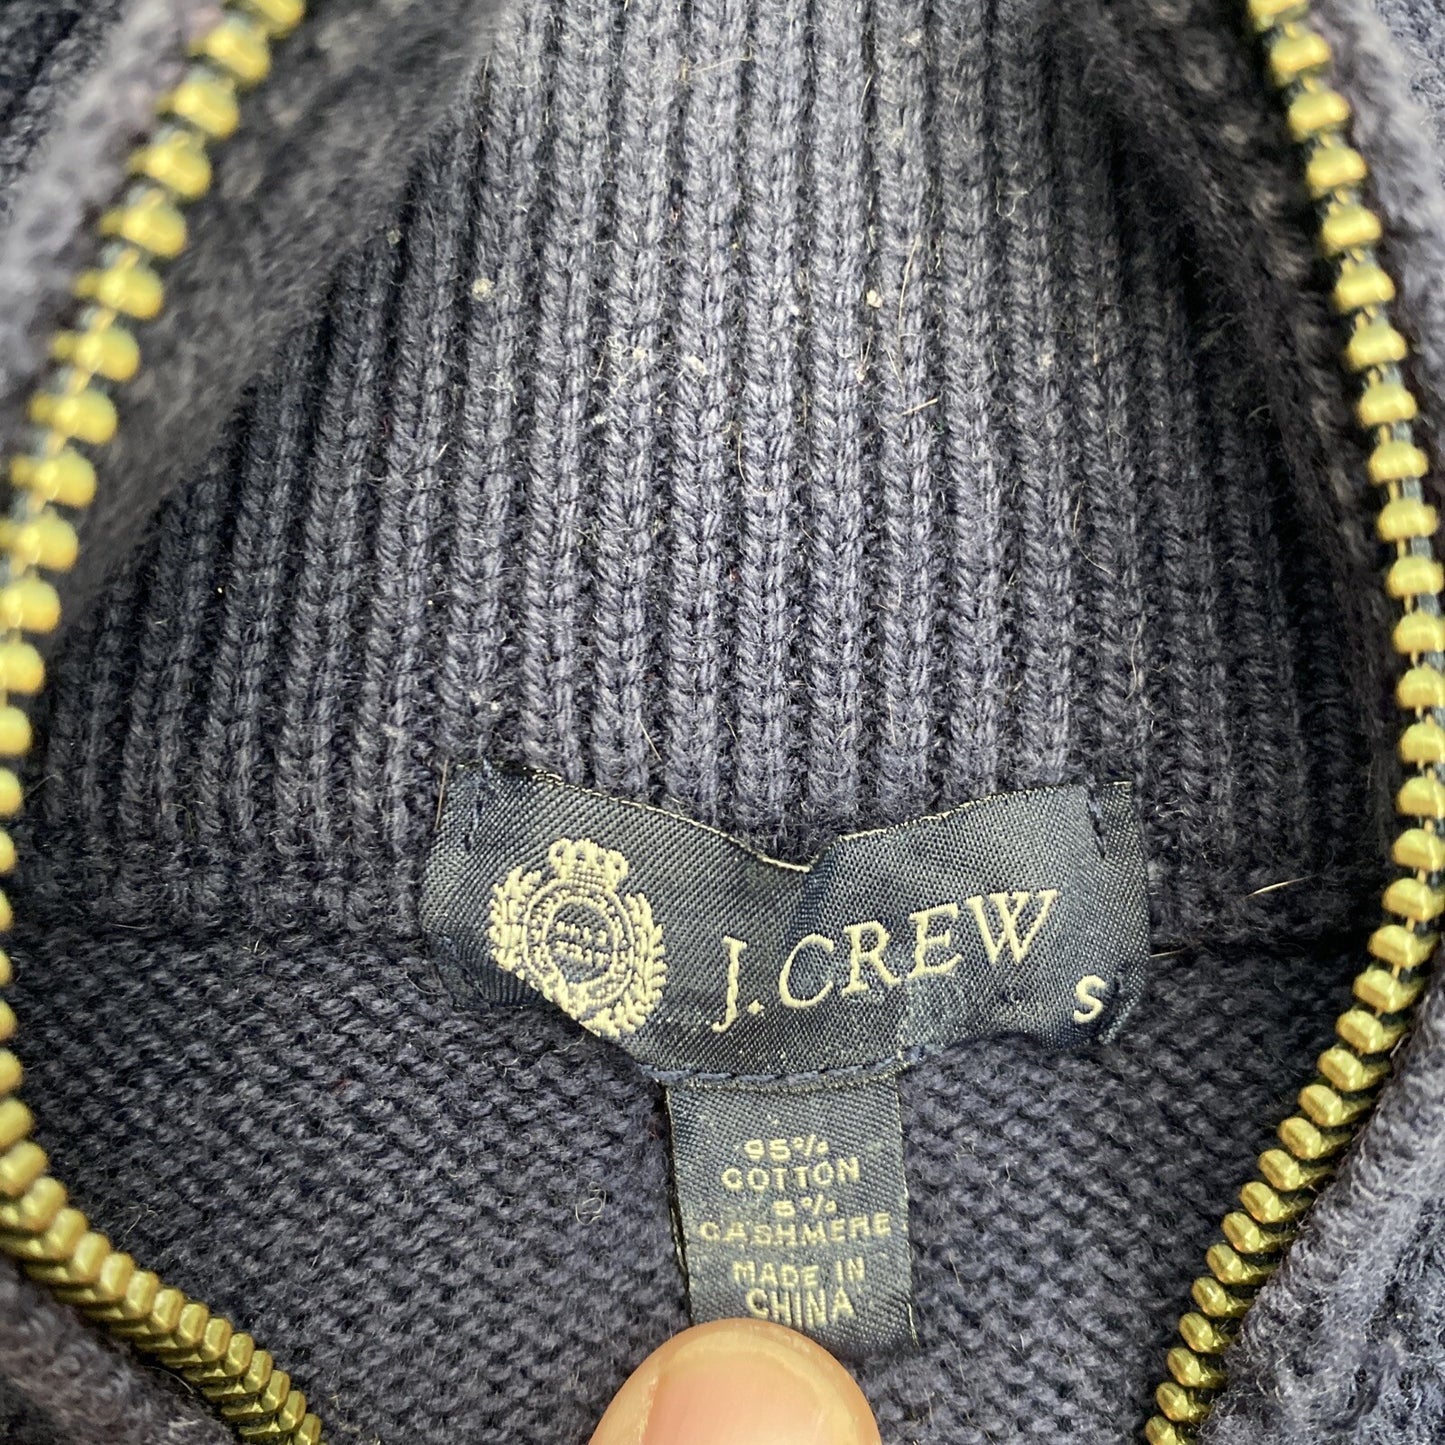 J.CREW
S
95%
COTTON
5%
CASHMERE
MADE IN
CHINA